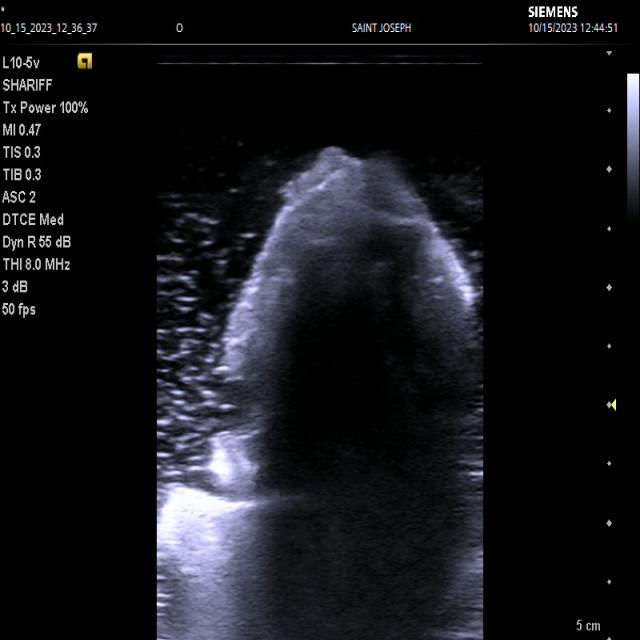 *
SIEMENS
10_15_2023_12_36_37 O SAINT JOSEPH 10/15/2023 12:44:51
L10-5v
SHARIFF
Tx Power 100%
MI 0.47
TIS 0.3
TIB 0.3
ASC 2
DTCE Med
Dyn R 55 dB
THI 8.0 MHz
3 dB
50 fps
5 cm